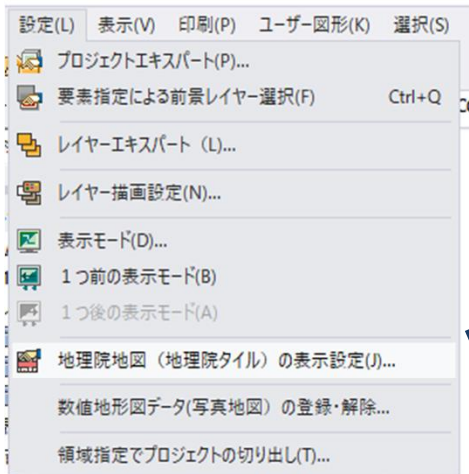 設定(L) 表示(V) 印刷(P) ユーザー図形(K) 選択(S)
プロジェクトエキスパート(P)...
要素指定による前景レイヤー選択(F) Ctrl+Q
レイヤーエキスパート（L)...
レイヤー描画設定(N)...
表示モード(D)...
1つ前の表示モード(B)
1つ後の表示モード(A)
地理院地図（地理院タイル）の表示設定(J)...
数値地形図データ(写真地図）の登録・解除...
領域指定でプロジェクトの切り出し(T)...